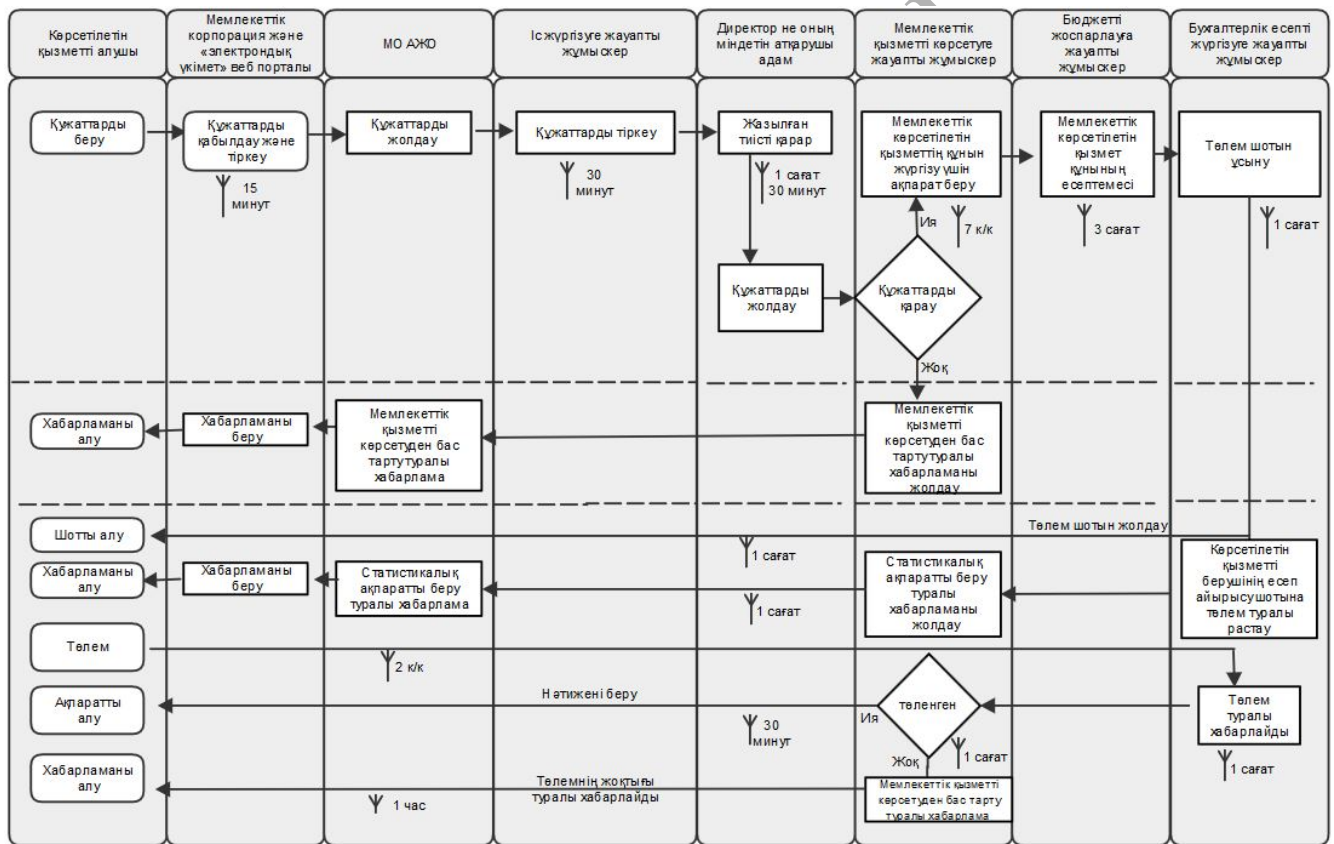 Көрсетілетін
қызметті алушы
Мемлекеттік
корпорация және
«электрондық
үкімет» веб порталы
МО АЖО
Іс жүргізуге жауапты
жұмыскер
Директор не оның
міндетін атқарушы
адам
Мемлекеттік
қызметті көрсетуге
жауапты жұмыскер
Бюджетті
жоспарлауға
жауапты
жұмыскер
Бухгалтерлік есепті
жүргізуге жауапты
жұмыскер
Құжаттарды
беру
Құжаттарды
қабылдау және
тіркеу
Құжаттарды
жолдау
Құжаттарды тіркеу
Жазылған
тиісті қарар
Мемлекеттік
көрсетілетін
қызметтің құнын
жүргізу үшін
ақпарат беру
Мемлекеттік
көрсетілетін
қызмет
құнының
есептемесі
Төлем шотын
ұсыну
15
минут
30
минут
1 сағат
30 минут
Ия
7 к/к
3 сағат
1 сағат
Құжаттарды
жолдау
Құжаттарды
қарау
Жоқ
Хабарламаны
алу
Хабарламаны
беру
Мемлекеттік
қызметті
көрсетуден бас
тарту туралы
хабарлама
Мемлекеттік
қызметті
көрсетуден бас
тарту туралы
хабарламаны
жолдау
Шотты алу
Төлем шотын жолдау
1 сағат
Хабарламаны
алу
Хабарламаны
беру
Статистикалық
ақпаратты беру
туралы хабарлама
1 сағат
Статистикалық
ақпаратты беру
туралы
хабарламаны
жолдау
Көрсетілетін
қызметті
берушінің есеп
айырысу шотына
төлем туралы
растау
Төлем
2 к/к
Ақпаратты
алу
Нәтижені беру
30
минут
Ия
төленген
1 сағат
Төлем
туралы
хабарлайды
1 сағат
Жоқ
Хабарламаны
алу
Төлемнің жоқтығы
туралы хабарлайды
1 час
Мемлекеттік қызметті
көрсетуден бас тарту
туралы хабарлама